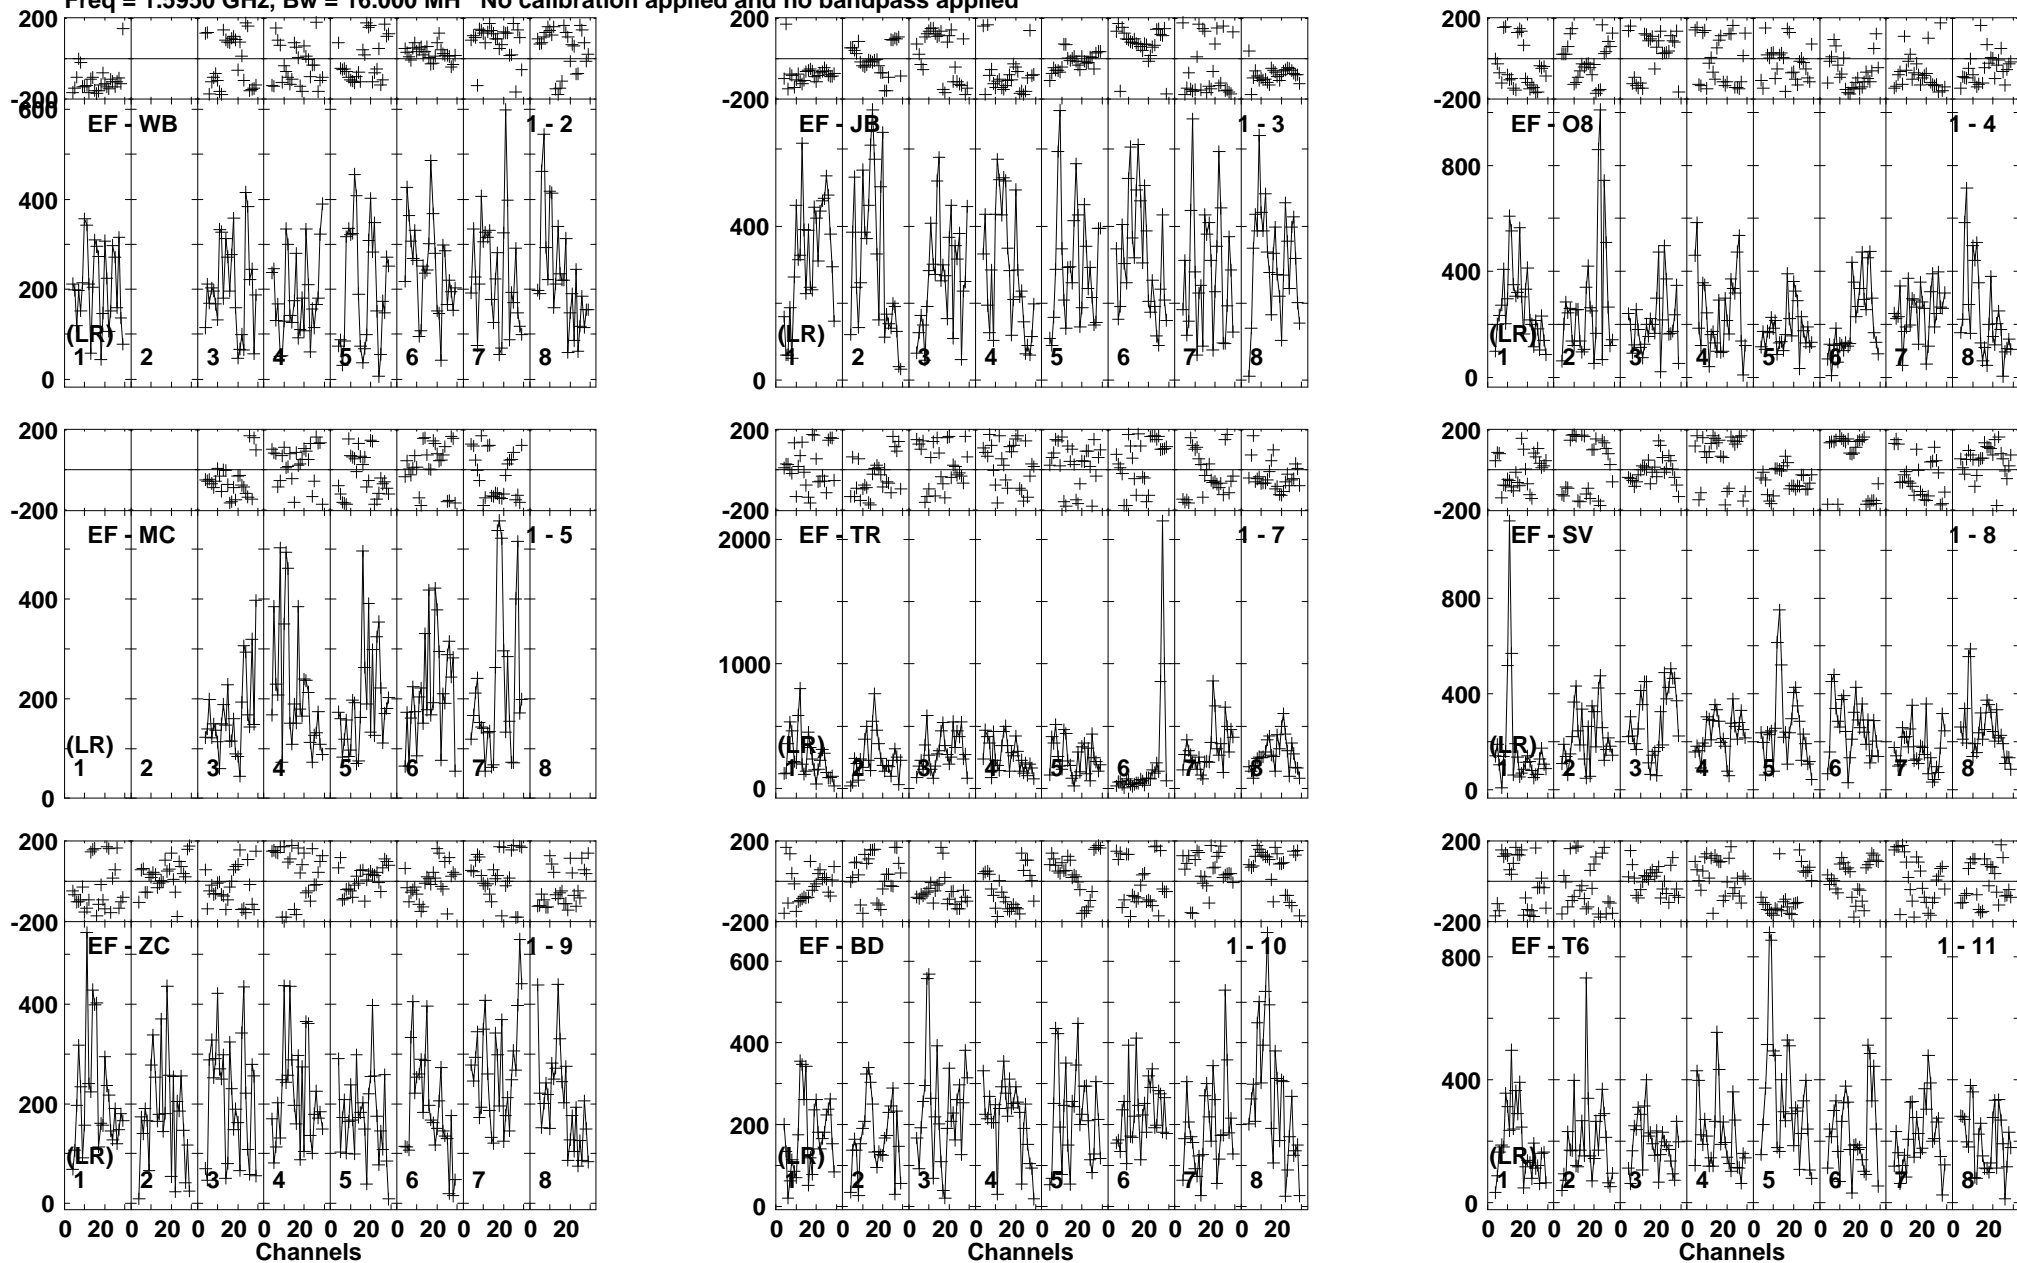 Freq = 1.5950 GHz, Bw = 16.000 MH No calibration applied and no bandpass applied
200 200 200
-200 -200 -200
600
EF - WB 1 - 2 EF - JB 1 - 3 EF - O8 1 - 4
800
400
400 400
200
(LR) (LR) (LR)
1 2 3 4 5 6 7 8 1 2 3 4 5 6 7 8 1 2 3 4 5 6 7 8
0 0 0
200 200 200
-200 -200 -200
EF - MC 1 - 5 EF - TR 1 - 7 EF - SV 1 - 8
2000
400 800
1000
200 400
(LR) (LR) (LR)
1 2 3 4 5 6 7 8 1 2 3 4 5 6 7 8 1 2 3 4 5 6 7 8
0 0 0
200 200 200
-200 -200 -200
EF - ZC 1 - 9 EF - BD 1 - 10 EF - T6 1 - 11
600 800
400
400
400
200 200
(LR) (LR) (LR)
1 2 3 4 5 6 7 8 1 2 3 4 5 6 7 8 1 2 3 4 5 6 7 8
0 0 0
0 20 0 20 0 20 0 20 0 20 0 20 0 20 0 20 0 20 0 20 0 20 0 20 0 20 0 20 0 20 0 20 0 20 0 20 0 20 0 20 0 20 0 20 0 20 0 20
Channels Channels Channels